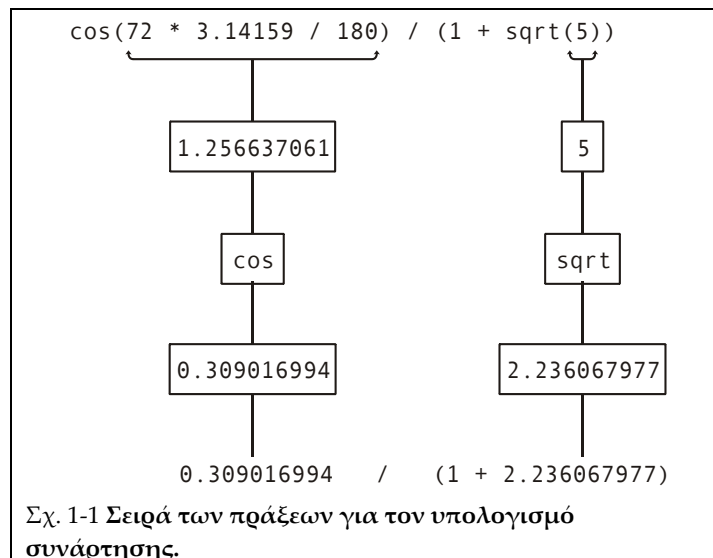 cos(72 * 3.14159 / 180) / (1 + sqrt(5))
1.256637061 5
cos sqrt
0.309016994 2.236067977
0.309016994 / (1 + 2.236067977)
Σχ. 1-1 Σειρά των πράξεων για τον υπολογισμό
συνάρτησης.